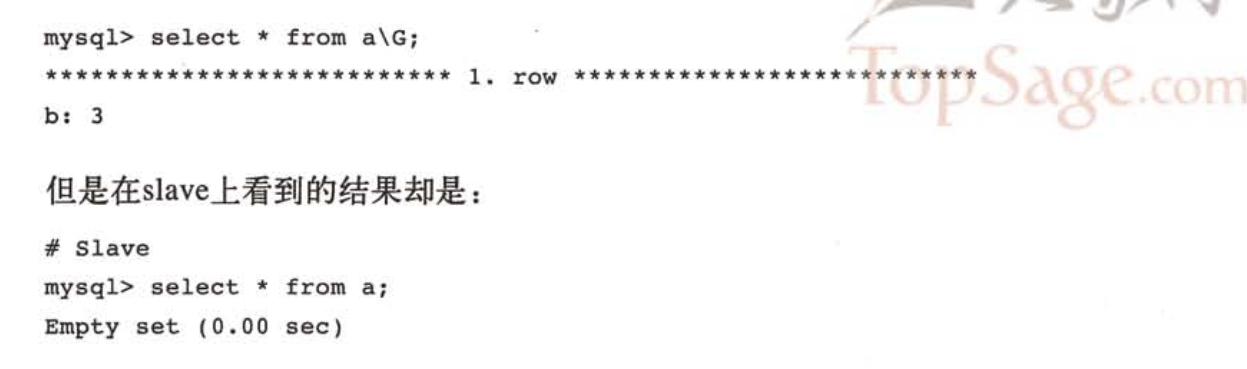 mysql> select * from a\G;
*************************** 1. row ***************************
b: 3
TopSage.com
但是在slave上看到的结果却是：
# Slave
mysql> select * from a;
Empty set (0.00 sec)